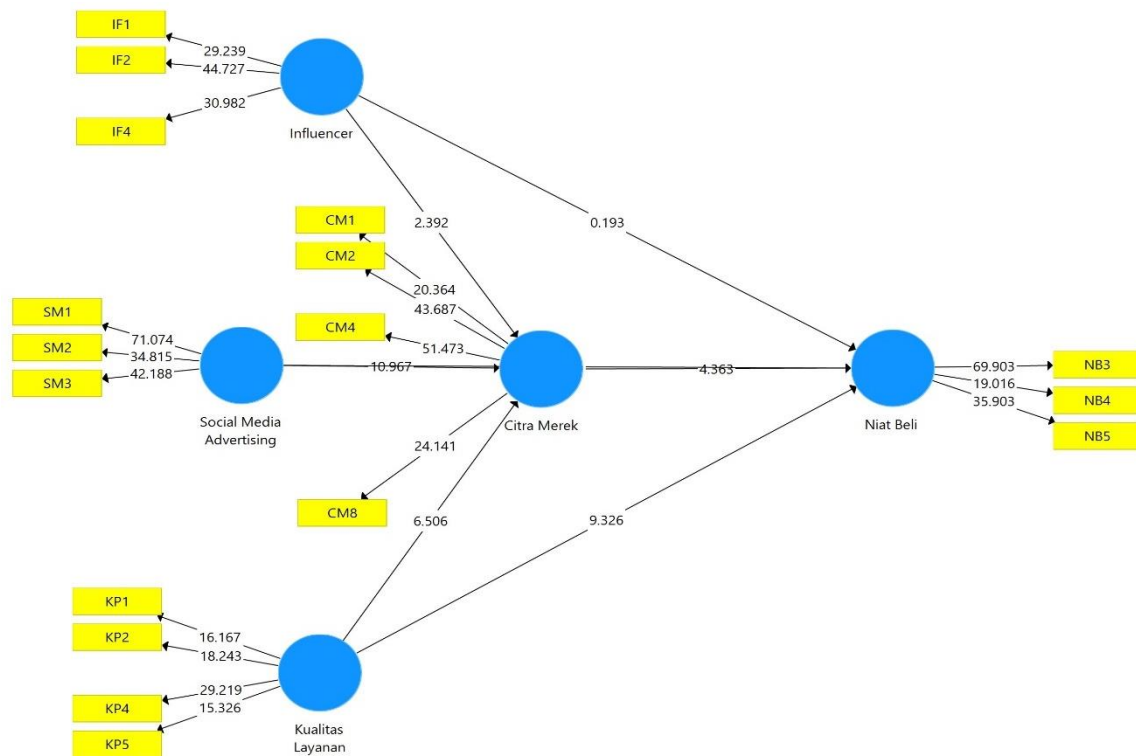 IF1
29.239
IF2
44.727
30.982
IF4
Influencer
2.392
0.193
CM1
CM2
20.364
43.687
CM4
51.473
SM1
71.074
SM2
34.815
SM3
42.188
10.967
4.363
Social Media
Advertising
Citra Merek
Niat Beli
69.903
NB3
19.016
NB4
35.903
NB5
24.141
CM8
6.506
9.326
KP1
16.167
KP2
18.243
29.219
KP4
15.326
KP5
Kualitas
Layanan